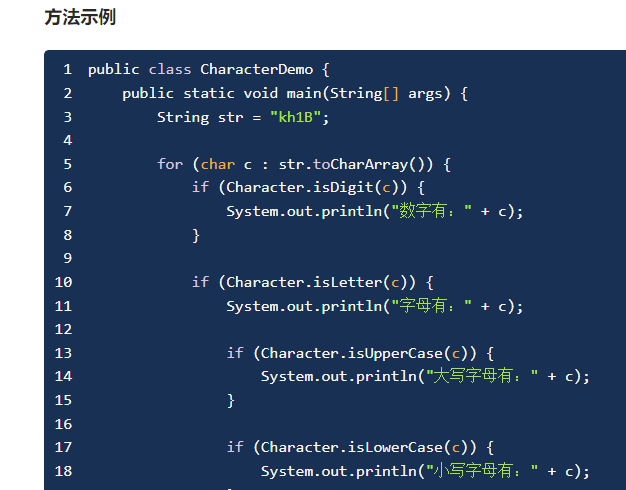 方法示例
1 public class CharacterDemo {
2     public static void main(String[] args) {
3         String str = "kh1B";
4
5         for (char c : str.toCharArray()) {
6             if (Character.isDigit(c)) {
7                 System.out.println("数字有：" + c);
8             }
9
10             if (Character.isLetter(c)) {
11                 System.out.println("字母有：" + c);
12
13                 if (Character.isUpperCase(c)) {
14                     System.out.println("大写字母有：" + c);
15                 }
16
17                 if (Character.isLowerCase(c)) {
18                     System.out.println("小写字母有：" + c);